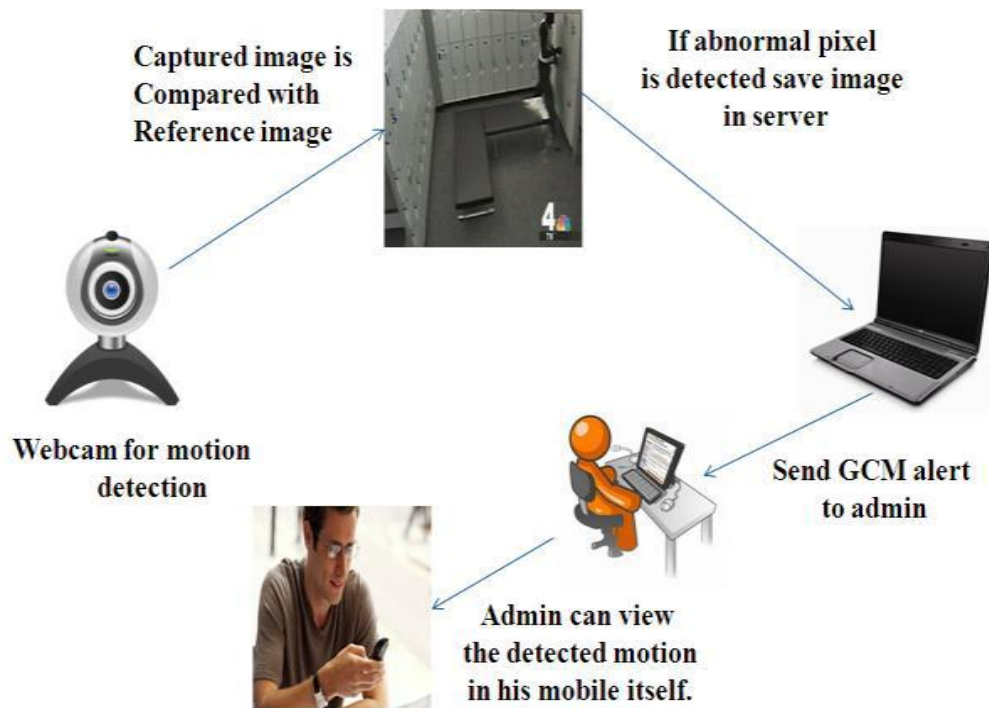 Captured image is
Compared with
Reference image
If abnormal pixel
is detected save image
in server
4
Webcam for motion
detection
Send GCM alert
to admin
Admin can view
the detected motion
in his mobile itself.